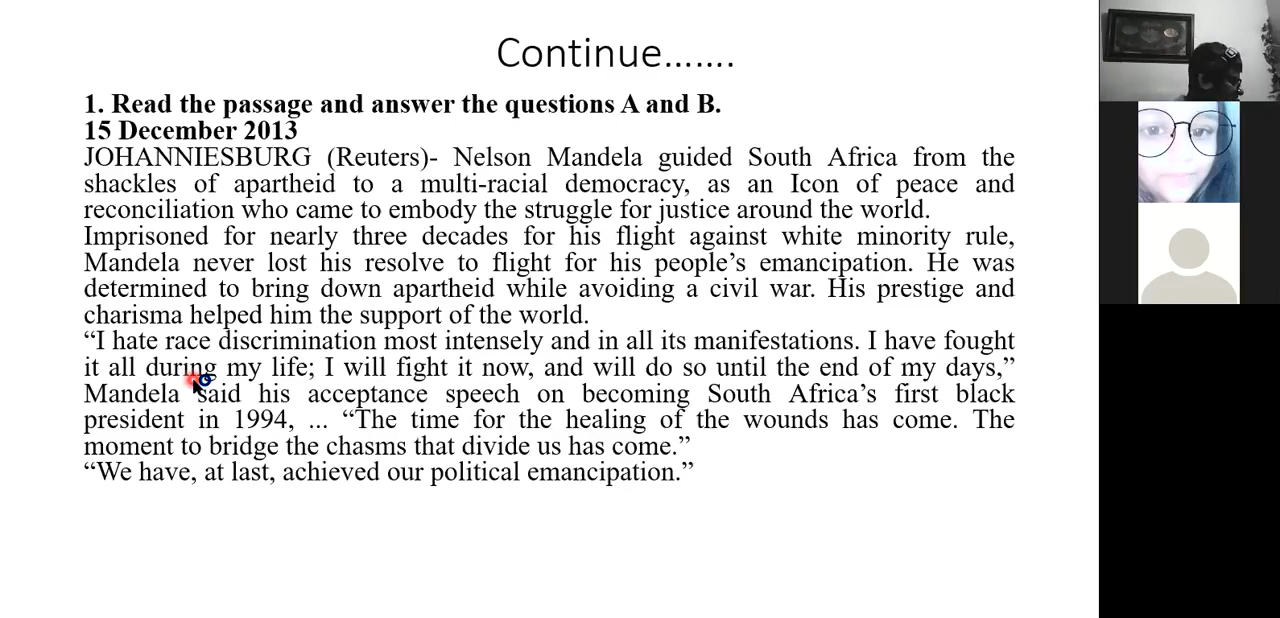 Continue.......
1. Read the passage and answer the questions A and B.
15 December 2013
JOHANNIESBURG (Reuters)- Nelson Mandela guided South Africa from the
shackles of apartheid to a multi-racial democracy, as an Icon of peace and
reconciliation who came to embody the struggle for justice around the world.
Imprisoned for nearly three decades for his flight against white minority rule,
Mandela never lost his resolve to flight for his people’s emancipation. He was
determined to bring down apartheid while avoiding a civil war. His prestige and
charisma helped him the support of the world.
“I hate race discrimination most intensely and in all its manifestations. I have fought
it all during my life; I will fight it now, and will do so until the end of my days,”
Mandela said his acceptance speech on becoming South Africa’s first black
president in 1994, ... “The time for the healing of the wounds has come. The
moment to bridge the chasms that divide us has come.”
“We have, at last, achieved our political emancipation.”